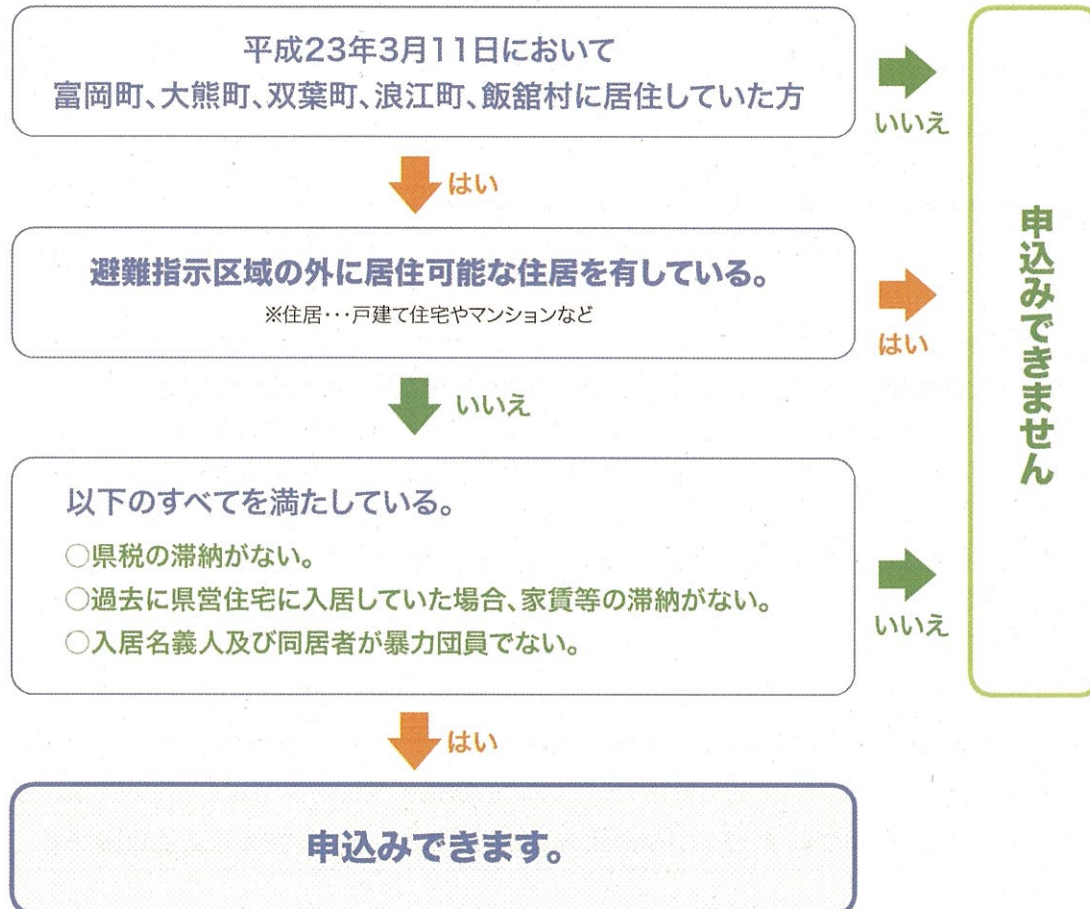 平成23年3月11日において
富岡町、大熊町、双葉町、浪江町、飯舘村に居住していた方
いいえ
はい
避難指示区域の外に居住可能な住居を有している。
※住居･･･戸建て住宅やマンションなど
はい
いいえ
以下のすべてを満たしている。
○県税の滞納がない。
○過去に県営住宅に入居していた場合、家賃等の滞納がない。
○入居名義人及び同居者が暴力団員でない。
いいえ
はい
申込みできます。
申込みできません